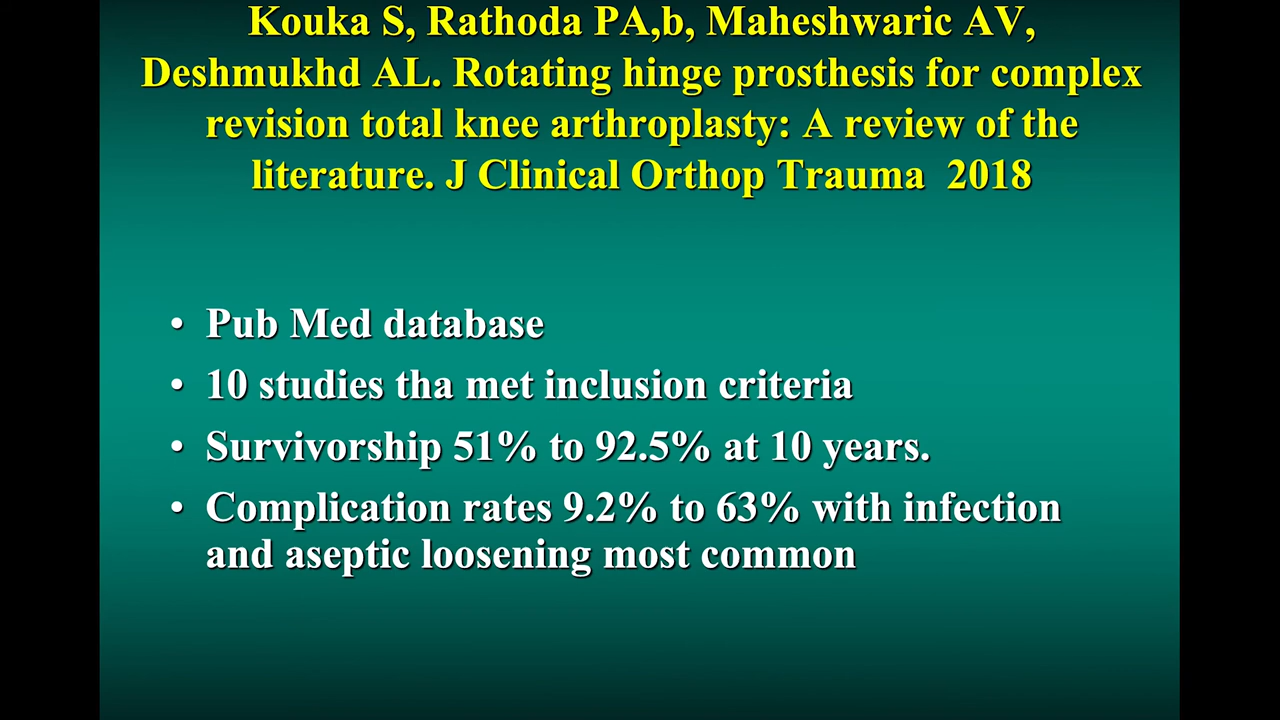 Kouka S, Rathoda PA,b, Maheshwaric AV,
Deshmukhd AL. Rotating hinge prosthesis for complex
revision total knee arthroplasty: A review of the
literature. J Clinical Orthop Trauma  2018
• Pub Med database
• 10 studies tha met inclusion criteria
• Survivorship 51% to 92.5% at 10 years.
• Complication rates 9.2% to 63% with infection
and aseptic loosening most common